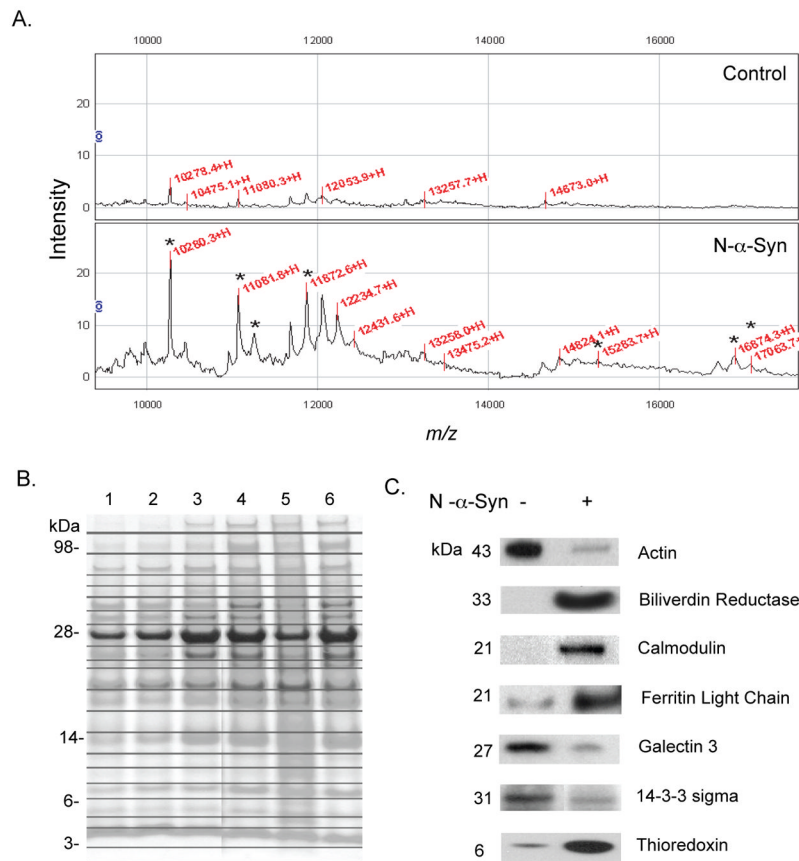 A.
10000 12000 14000 16000
Control
20
10
0
10278.4+H
10475.1+H
11080.3+H
12053.9+H
13257.7+H
14673.0+H
Intensity
N-α-Syn
20
10
0
* 10280.3+H
* 11081.8+H
*
* 11872.6+H
12234.7+H
12431.6+H
13258.0+H
13475.2+H
14824.1+H
* 15283.7+H
* 16874.3+H
* 17063.7+
10000 12000 14000 16000
m/z
B.
1 2 3 4 5 6
kDa
98-
28-
14-
6-
3-
C.
N -α-Syn - +
kDa 43 Actin
33 Biliverdin Reductase
21 Calmodulin
21 Ferritin Light Chain
27 Galectin 3
31 14-3-3 sigma
6 Thioredoxin